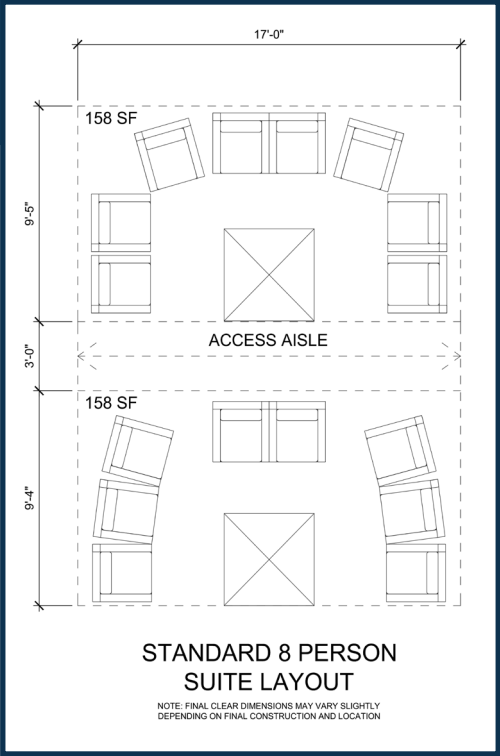 17'-0"
158 SF
9'-5"
ACCESS AISLE
3'-0"
158 SF
9'-4"
STANDARD 8 PERSON
SUITE LAYOUT
NOTE: FINAL CLEAR DIMENSIONS MAY VARY SLIGHTLY
DEPENDING ON FINAL CONSTRUCTION AND LOCATION